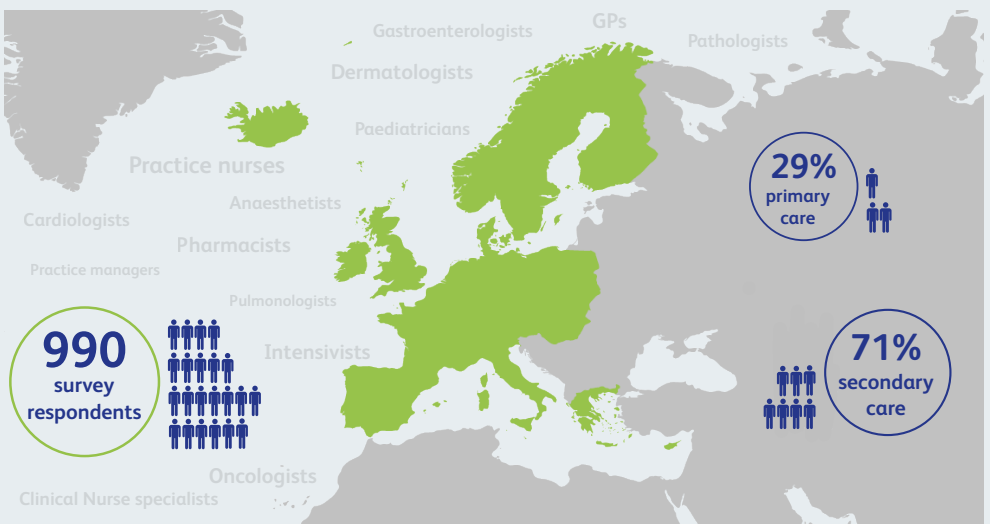 GPs
Gastroenterologists
Pathologists
Dermatologists
Paediatricians
Practice nurses
Anaesthetists
Cardiologists
Pharmacists
Practice managers
Pulmonologists
Intensivists
Oncologists
Clinical Nurse specialists
990
survey
respondents
29%
primary
care
71%
secondary
care